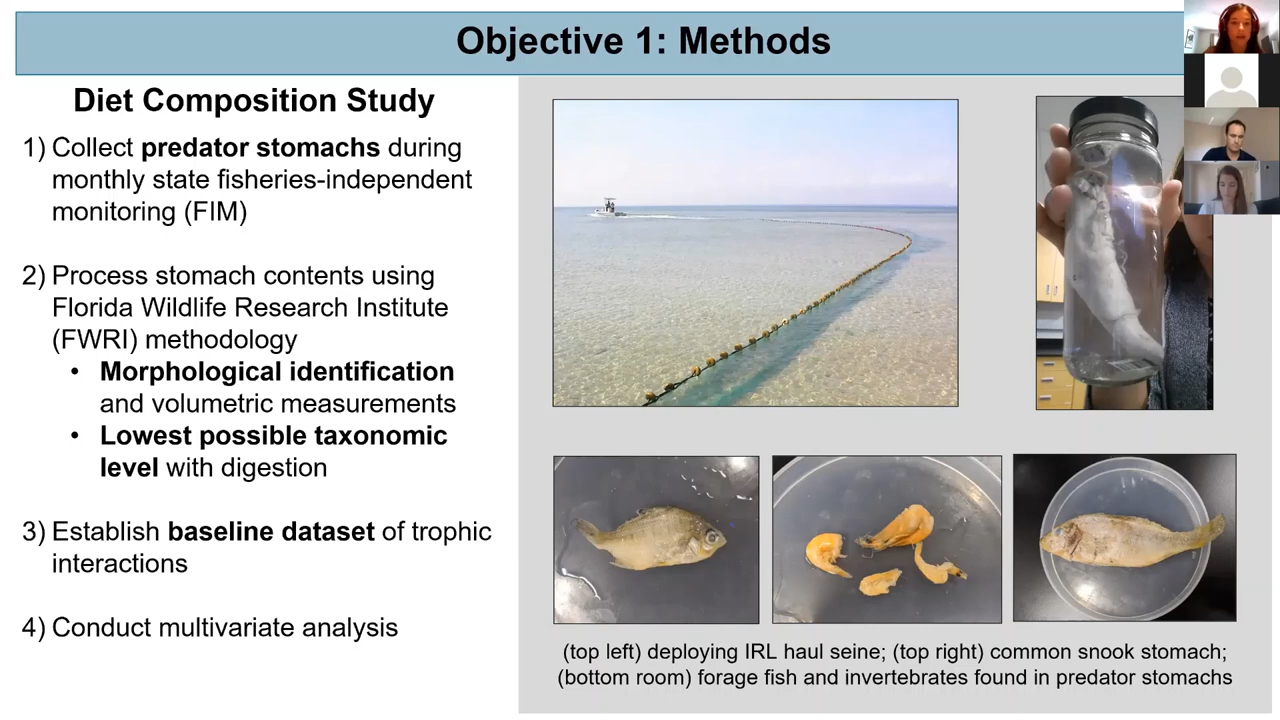 Objective 1: Methods
Diet Composition Study
1) Collect predator stomachs during
monthly state fisheries-independent
monitoring (FIM)
2) Process stomach contents using
Florida Wildlife Research Institute
(FWRI) methodology
• Morphological identification
and volumetric measurements
• Lowest possible taxonomic
level with digestion
3) Establish baseline dataset of trophic
interactions
4) Conduct multivariate analysis
(top left) deploying IRL haul seine; (top right) common snook stomach;
(bottom room) forage fish and invertebrates found in predator stomachs